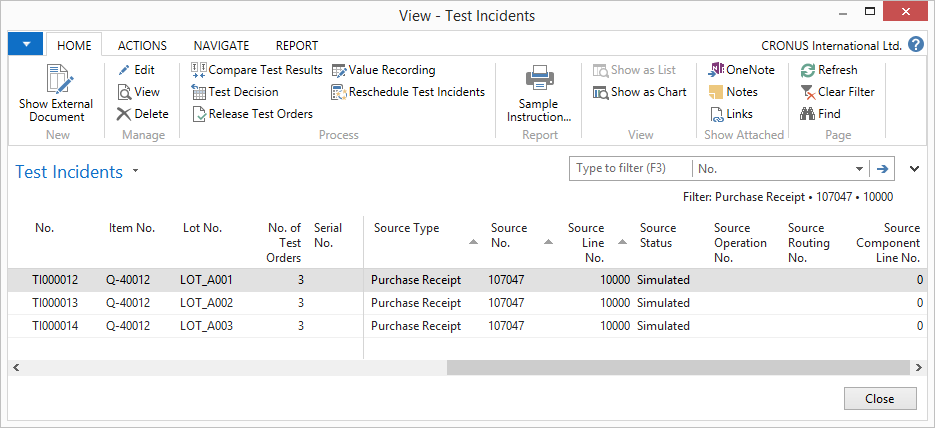 View - Test Incidents
HOME ACTIONS NAVIGATE REPORT CRONUS International Ltd. ?
Show External Document
New
Edit
View
Delete
Manage
Compare Test Results
Test Decision
Release Test Orders
Value Recording
Reschedule Test Incidents
Process
Sample Instruction...
Report
Show as List
Show as Chart
View
OneNote
Notes
Links
Show Attached
Refresh
Clear Filter
Find
Page
Test Incidents
Type to filter (F3) No.
Filter: Purchase Receipt • 107047 • 10000
No. Item No. Lot No. No. of Test Orders Serial No. Source Type Source No. Source Line No. Source Status Source Operation No. Source Routing No. Source Component Line No.
TI000012 Q-40012 LOT_A001 3 Purchase Receipt 107047 10000 Simulated 0
TI000013 Q-40012 LOT_A002 3 Purchase Receipt 107047 10000 Simulated 0
TI000014 Q-40012 LOT_A003 3 Purchase Receipt 107047 10000 Simulated 0
Close